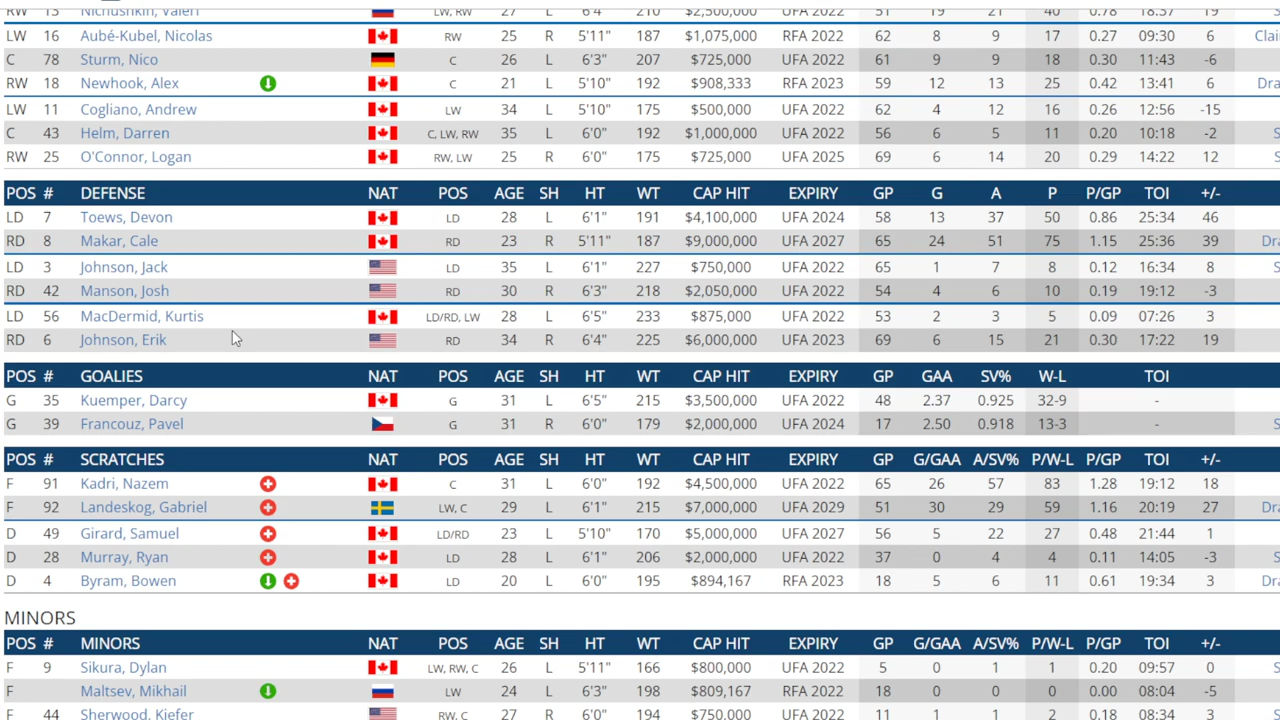 RW 13 Nichushkin, Valeri LW, RW 27 L 6'4" 210 $2,500,000 UFA 2022 51 19 21 40 0.78 18:57 19
LW 16 Aubé-Kubel, Nicolas RW 25 R 5'11" 187 $1,075,000 RFA 2022 62 8 9 17 0.27 09:30 6 Clai
C 78 Sturm, Nico C 26 L 6'3" 207 $725,000 UFA 2022 61 9 9 18 0.30 11:43 -6
RW 18 Newhook, Alex C 21 L 5'10" 192 $908,333 RFA 2023 59 12 13 25 0.42 13:41 6 Dra
LW 11 Cogliano, Andrew LW 34 L 5'10" 175 $500,000 UFA 2022 62 4 12 16 0.26 12:56 -15
C 43 Helm, Darren C, LW, RW 35 L 6'0" 192 $1,000,000 UFA 2022 56 6 5 11 0.20 10:18 -2 S
RW 25 O'Connor, Logan RW, LW 25 R 6'0" 175 $725,000 UFA 2025 69 6 14 20 0.29 14:22 12
POS # DEFENSE NAT POS AGE SH HT WT CAP HIT EXPIRY GP G A P P/GP TOI +/-
LD 7 Toews, Devon LD 28 L 6'1" 191 $4,100,000 UFA 2024 58 13 37 50 0.86 25:34 46
RD 8 Makar, Cale RD 23 R 5'11" 187 $9,000,000 UFA 2027 65 24 51 75 1.15 25:36 39 Dra
LD 3 Johnson, Jack LD 35 L 6'1" 227 $750,000 UFA 2022 65 1 7 8 0.12 16:34 8 S
RD 42 Manson, Josh RD 30 R 6'3" 218 $2,050,000 UFA 2022 54 4 6 10 0.19 19:12 -3
LD 56 MacDermid, Kurtis LD/RD, LW 28 L 6'5" 233 $875,000 UFA 2022 53 2 3 5 0.09 07:26 3
RD 6 Johnson, Erik RD 34 R 6'4" 225 $6,000,000 UFA 2023 69 6 15 21 0.30 17:22 19
POS # GOALIES NAT POS AGE SH HT WT CAP HIT EXPIRY GP GAA SV% W-L TOI
G 35 Kuemper, Darcy G 31 L 6'5" 215 $3,500,000 UFA 2022 48 2.37 0.925 32-9 -
G 39 Francouz, Pavel G 31 R 6'0" 179 $2,000,000 UFA 2024 17 2.50 0.918 13-3 - S
POS # SCRATCHES NAT POS AGE SH HT WT CAP HIT EXPIRY GP G/GAA A/SV% P/W-L P/GP TOI +/-
F 91 Kadri, Nazem C 31 L 6'0" 192 $4,500,000 UFA 2022 65 26 57 83 1.28 19:12 18
F 92 Landeskog, Gabriel LW, C 29 L 6'1" 215 $7,000,000 UFA 2029 51 30 29 59 1.16 20:19 27 Dra
D 49 Girard, Samuel LD/RD 23 L 5'10" 170 $5,000,000 UFA 2027 56 5 22 27 0.48 21:44 1
D 28 Murray, Ryan LD 28 L 6'1" 206 $2,000,000 UFA 2022 37 0 4 4 0.11 14:05 -3
D 4 Byram, Bowen LD 20 L 6'0" 195 $894,167 RFA 2023 18 5 6 11 0.61 19:34 3 Dra
MINORS
POS # MINORS NAT POS AGE SH HT WT CAP HIT EXPIRY GP G/GAA A/SV% P/W-L P/GP TOI +/-
F 9 Sikura, Dylan LW, RW, C 26 L 5'11" 166 $800,000 UFA 2022 5 0 1 1 0.20 09:57 0 S
F Maltsev, Mikhail LW 24 L 6'3" 198 $809,167 RFA 2022 18 0 0 0 0.00 08:04 -5
F 44 Sherwood, Kiefer RW, C 27 R 6'0" 194 $750,000 UFA 2022 11 1 1 2 0.18 08:34 3 S